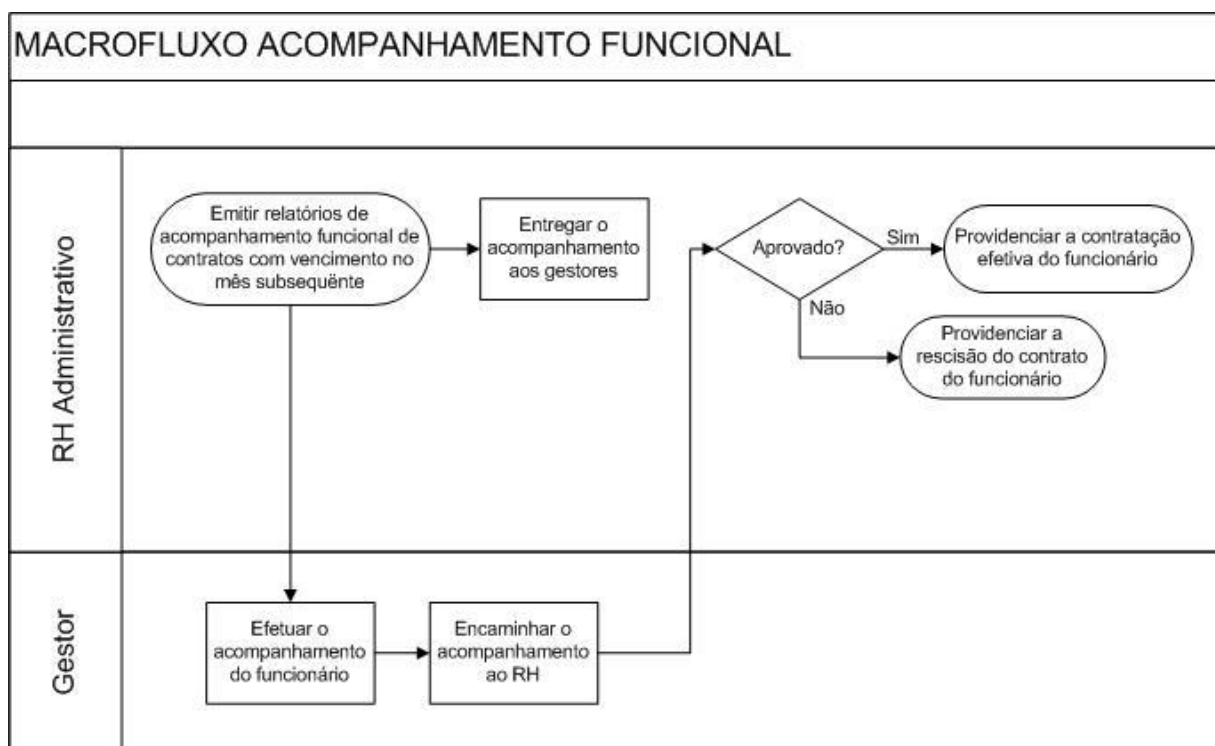 MACROFLUXO ACOMPANHAMENTO FUNCIONAL
RH Administrativo
Emitir relatórios de
acompanhamento funcional de
contratos com vencimento no
mês subseqüente
Entregar o
acompanhamento
aos gestores
Aprovado?
Sim
Providenciar a contratação
efetiva do funcionário
Não
Providenciar a
rescisão do contrato
do funcionário
Gestor
Efetuar o
acompanhamento
do funcionário
Encaminhar o
acompanhamento
ao RH